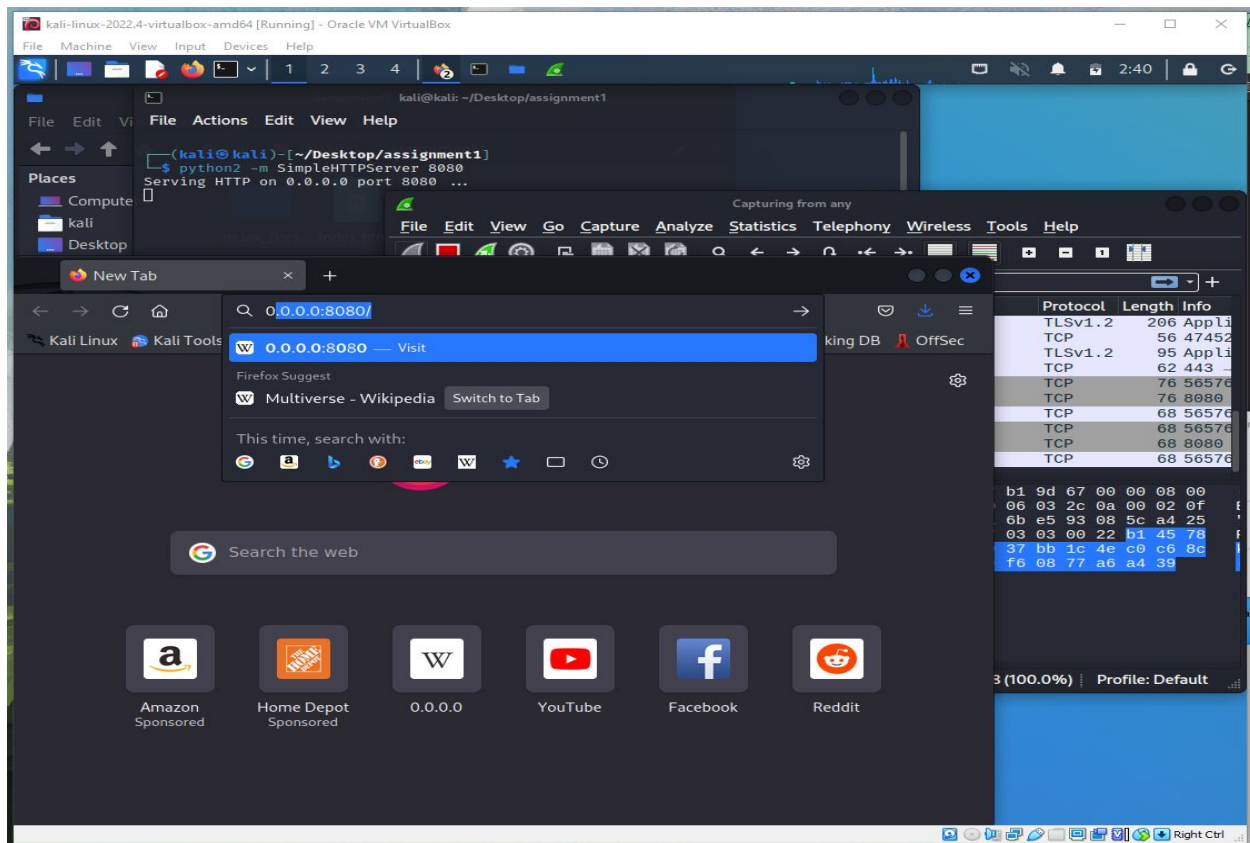 kali-linux-2022.4-virtualbox-amd64 [Running] - Oracle VM VirtualBox
File Machine View Input Devices Help
1 2 3 4 2 2:40
kali@kali: ~/Desktop/assignment1
File Edit Vi
File Actions Edit View Help
(kali㉿kali)-[~/Desktop/assignment1]
$ python2 -m SimpleHTTPServer 8080
Serving HTTP on 0.0.0.0 port 8080 ...
Places
Compute
kali
Desktop
Capturing from any
File Edit View Go Capture Analyze Statistics Telephony Wireless Tools Help
New Tab × +
0.0.0.0:8080/
Kali Linux Kali Tools
king DB OffSec
0.0.0.0:8080 — Visit
Firefox Suggest
Multiverse - Wikipedia Switch to Tab
This time, search with:
Protocol Length Info
TLSv1.2 206 Appli
TCP 56 47452
TLSv1.2 95 Appli
TCP 62 443 →
TCP 76 56576
TCP 76 8080
TCP 68 56576
TCP 68 56576
TCP 68 8080
TCP 68 56576
b1 9d 67 00 00 08 00
06 03 2c 0a 00 02 0f
6b e5 93 08 5c a4 25
03 03 00 22 b1 45 78
37 bb 1c 4e c0 c6 8c
f6 08 77 a6 a4 39
Search the web
Amazon
Sponsored
Home Depot
Sponsored
0.0.0.0
YouTube
Facebook
Reddit
(100.0%) Profile: Default
Right Ctrl